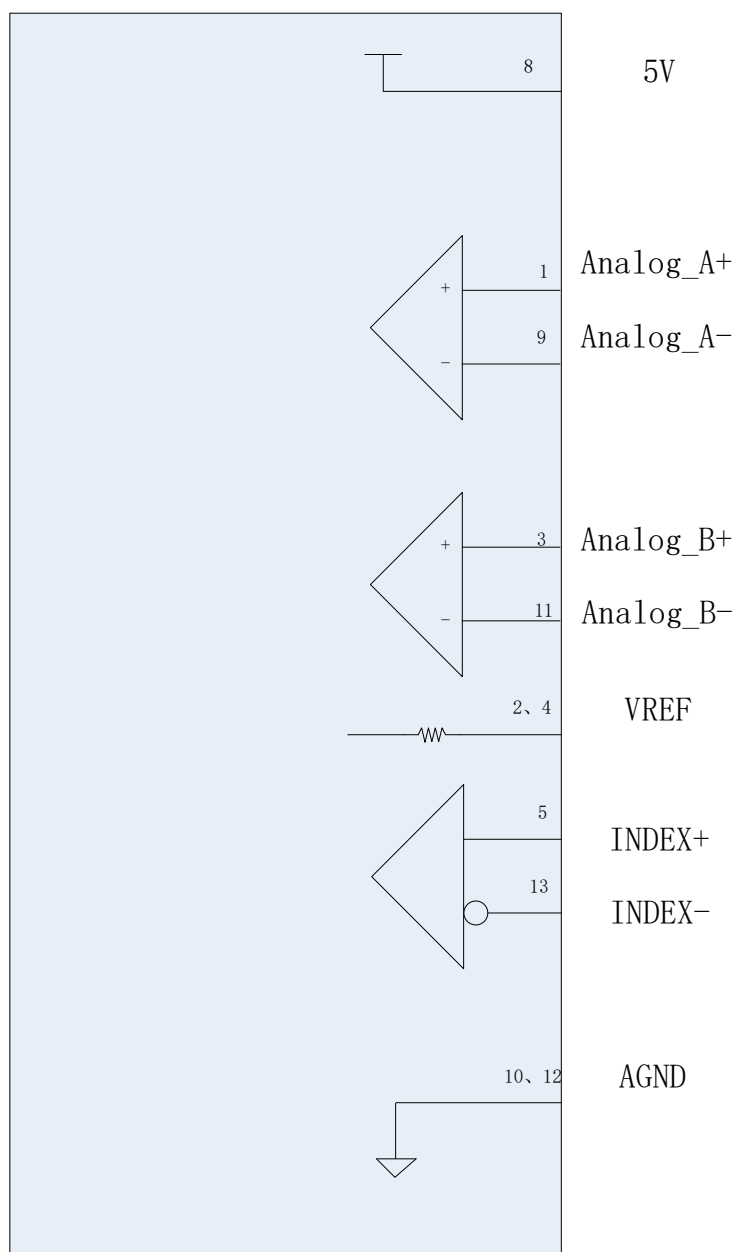 8 5V
1 Analog_A+
+
9 Analog_A-
-
3 Analog_B+
+
11 Analog_B-
-
2、4 VREF
5 INDEX+
13 INDEX-
10、12 AGND